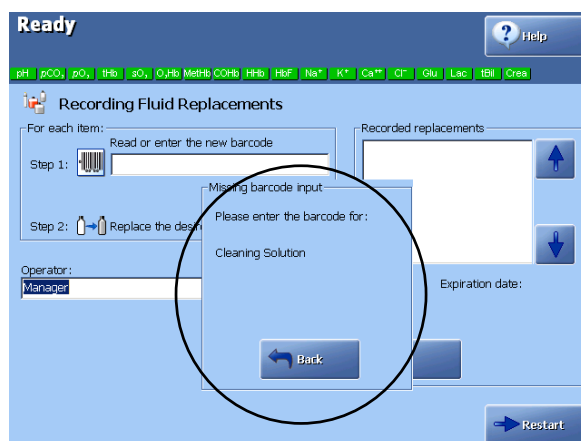 Ready
Help
pH pCO₂ pO₂ tHb sO₂ O₂Hb MetHb COHb HHb HbF Na⁺ K⁺ Ca⁺⁺ Cl⁻ Glu Lac tBil Crea
Recording Fluid Replacements
For each item:
Read or enter the new barcode
Step 1:
Step 2: Replace the desi
Recorded replacements
Missing barcode input
Please enter the barcode for:
Cleaning Solution
Back
Operator:
Manager
Expiration date:
Restart